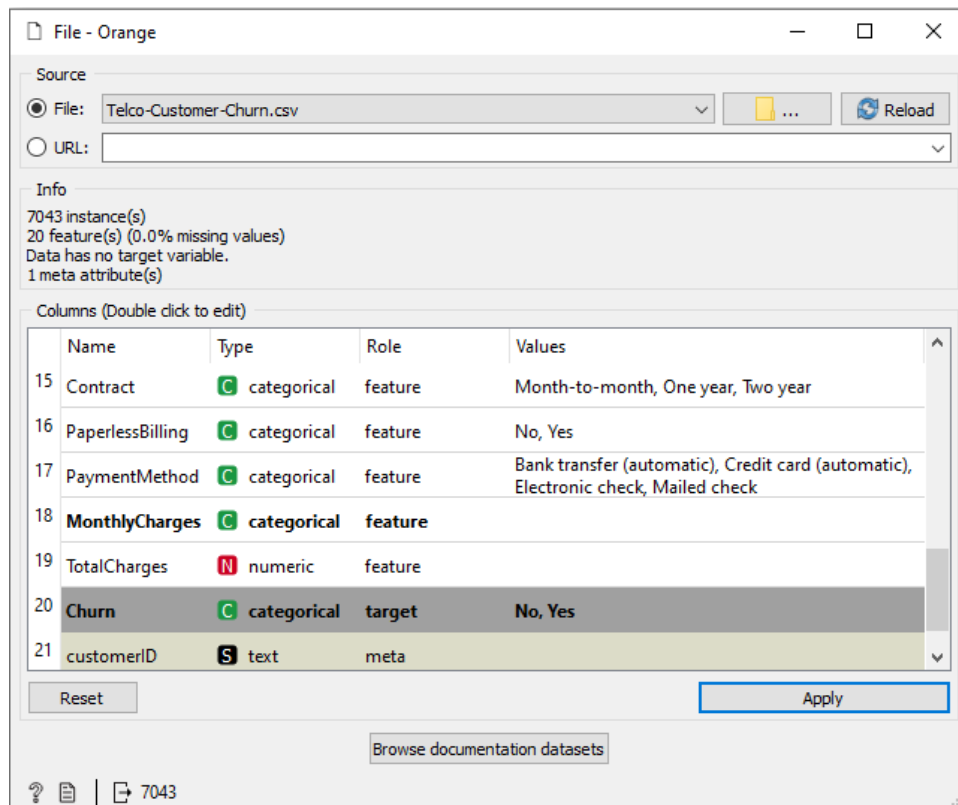 File - Orange
Source
File: Telco-Customer-Churn.csv ... Reload
URL:
Info
7043 instance(s)
20 feature(s) (0.0% missing values)
Data has no target variable.
1 meta attribute(s)
Columns (Double click to edit)
Name Type Role Values
15 Contract C categorical feature Month-to-month, One year, Two year
16 PaperlessBilling C categorical feature No, Yes
17 PaymentMethod C categorical feature Bank transfer (automatic), Credit card (automatic),
Electronic check, Mailed check
18 MonthlyCharges C categorical feature
19 TotalCharges N numeric feature
20 Churn C categorical target No, Yes
21 customerID S text meta
Reset Apply
Browse documentation datasets
? 7043